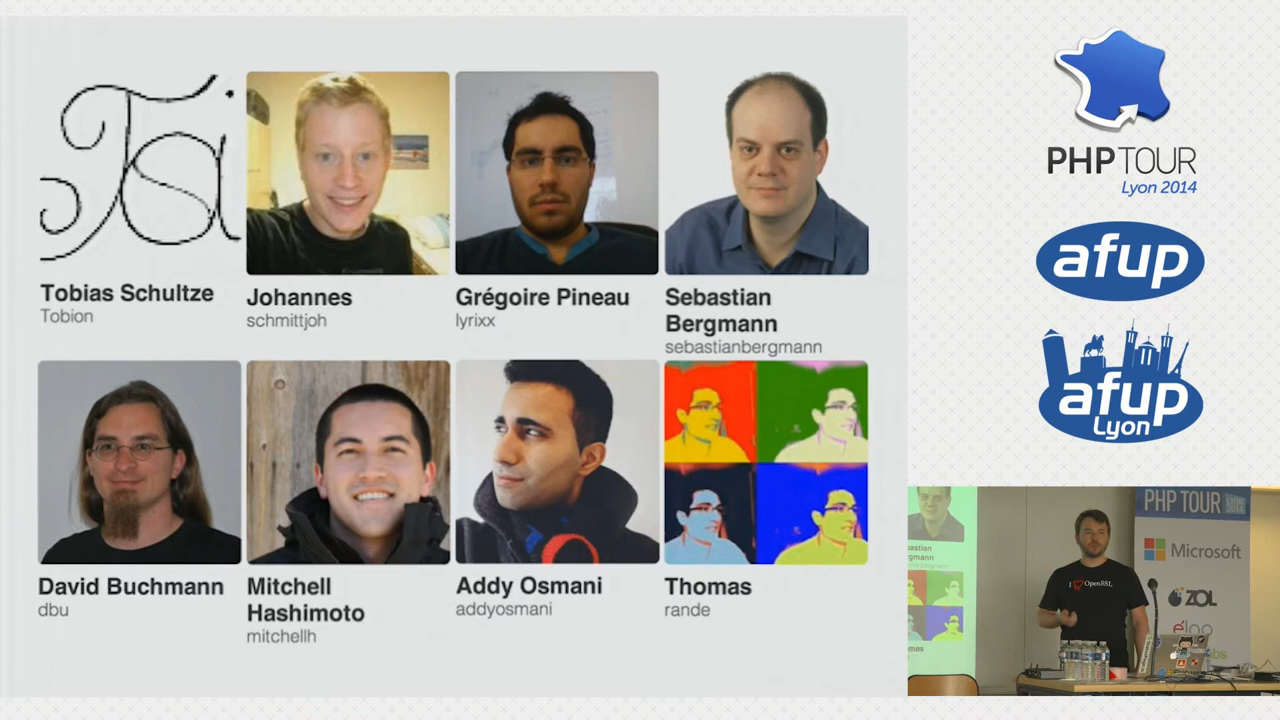 Tobias Schultze
Tobion
Johannes
schmittjoh
Grégoire Pineau
lyrixx
Sebastian
Bergmann
sebastianbergmann
David Buchmann
dbu
Mitchell
Hashimoto
mitchellh
Addy Osmani
addyosmani
Thomas
rande
PHP TOUR
Lyon 2014
afup
afup
Lyon
PHP TOUR
Microsoft
ZOL
I OpenSSL